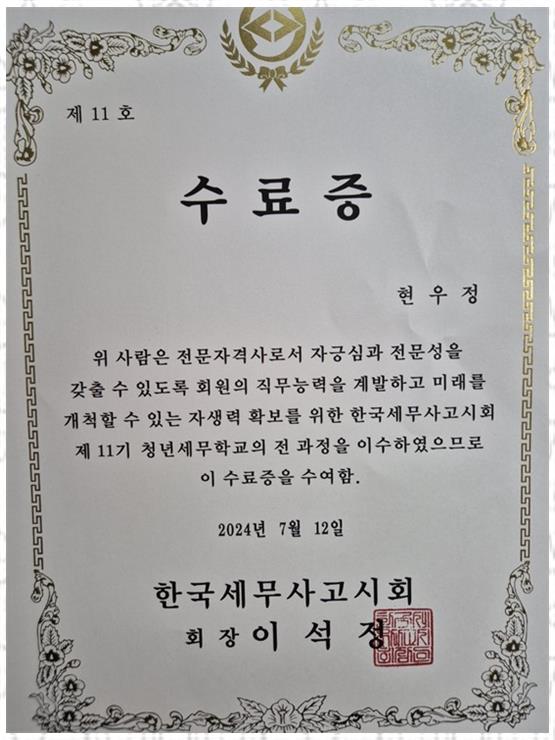 제 11 호
수료증
현 우 정
위 사람은 전문자격사로서 자긍심과 전문성을
갖출 수 있도록 회원의 직무능력을 계발하고 미래를
개척할 수 있는 자생력 확보를 위한 한국세무사고시회
제 11기 청년세무학교의 전 과정을 이수하였으므로
이 수료증을 수여함.
2024년 7월 12일
한국세무사고시회
회 장 이 석 정